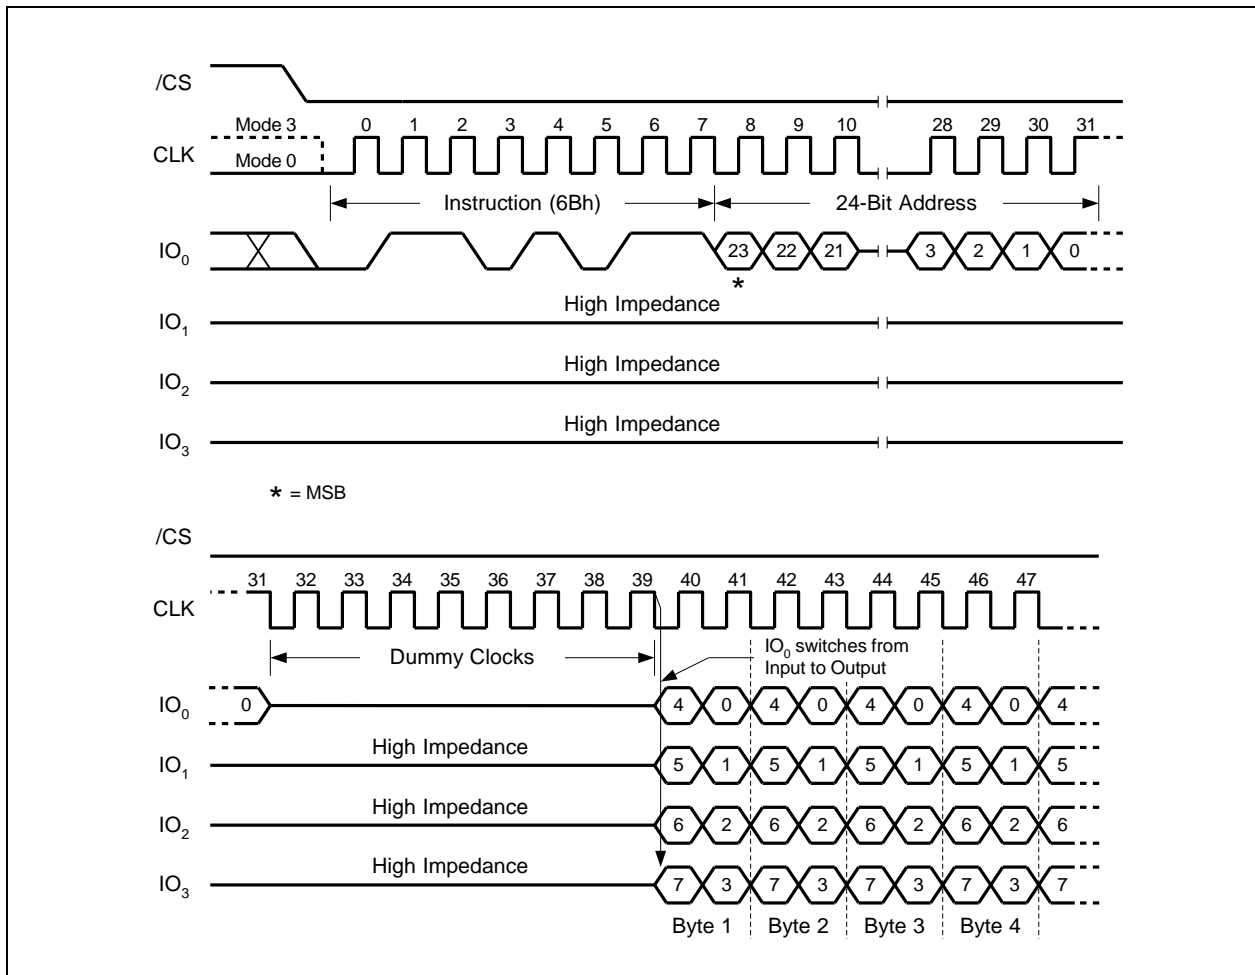 /CS
Mode 3 0 1 2 3 4 5 6 7 8 9 10 28 29 30 31
CLK
Mode 0
Instruction (6Bh) 24-Bit Address
IO0 23 22 21 3 2 1 0
*
High Impedance
IO1
High Impedance
IO2
High Impedance
IO3
* = MSB
/CS
31 32 33 34 35 36 37 38 39 40 41 42 43 44 45 46 47
CLK
Dummy Clocks
IO0 switches from
Input to Output
IO0 0 4 0 4 0 4 0 4 0 4
High Impedance
IO1 5 1 5 1 5 1 5 1 5
High Impedance
IO2 6 2 6 2 6 2 6 2 6
High Impedance
IO3 7 3 7 3 7 3 7 3 7
Byte 1 Byte 2 Byte 3 Byte 4